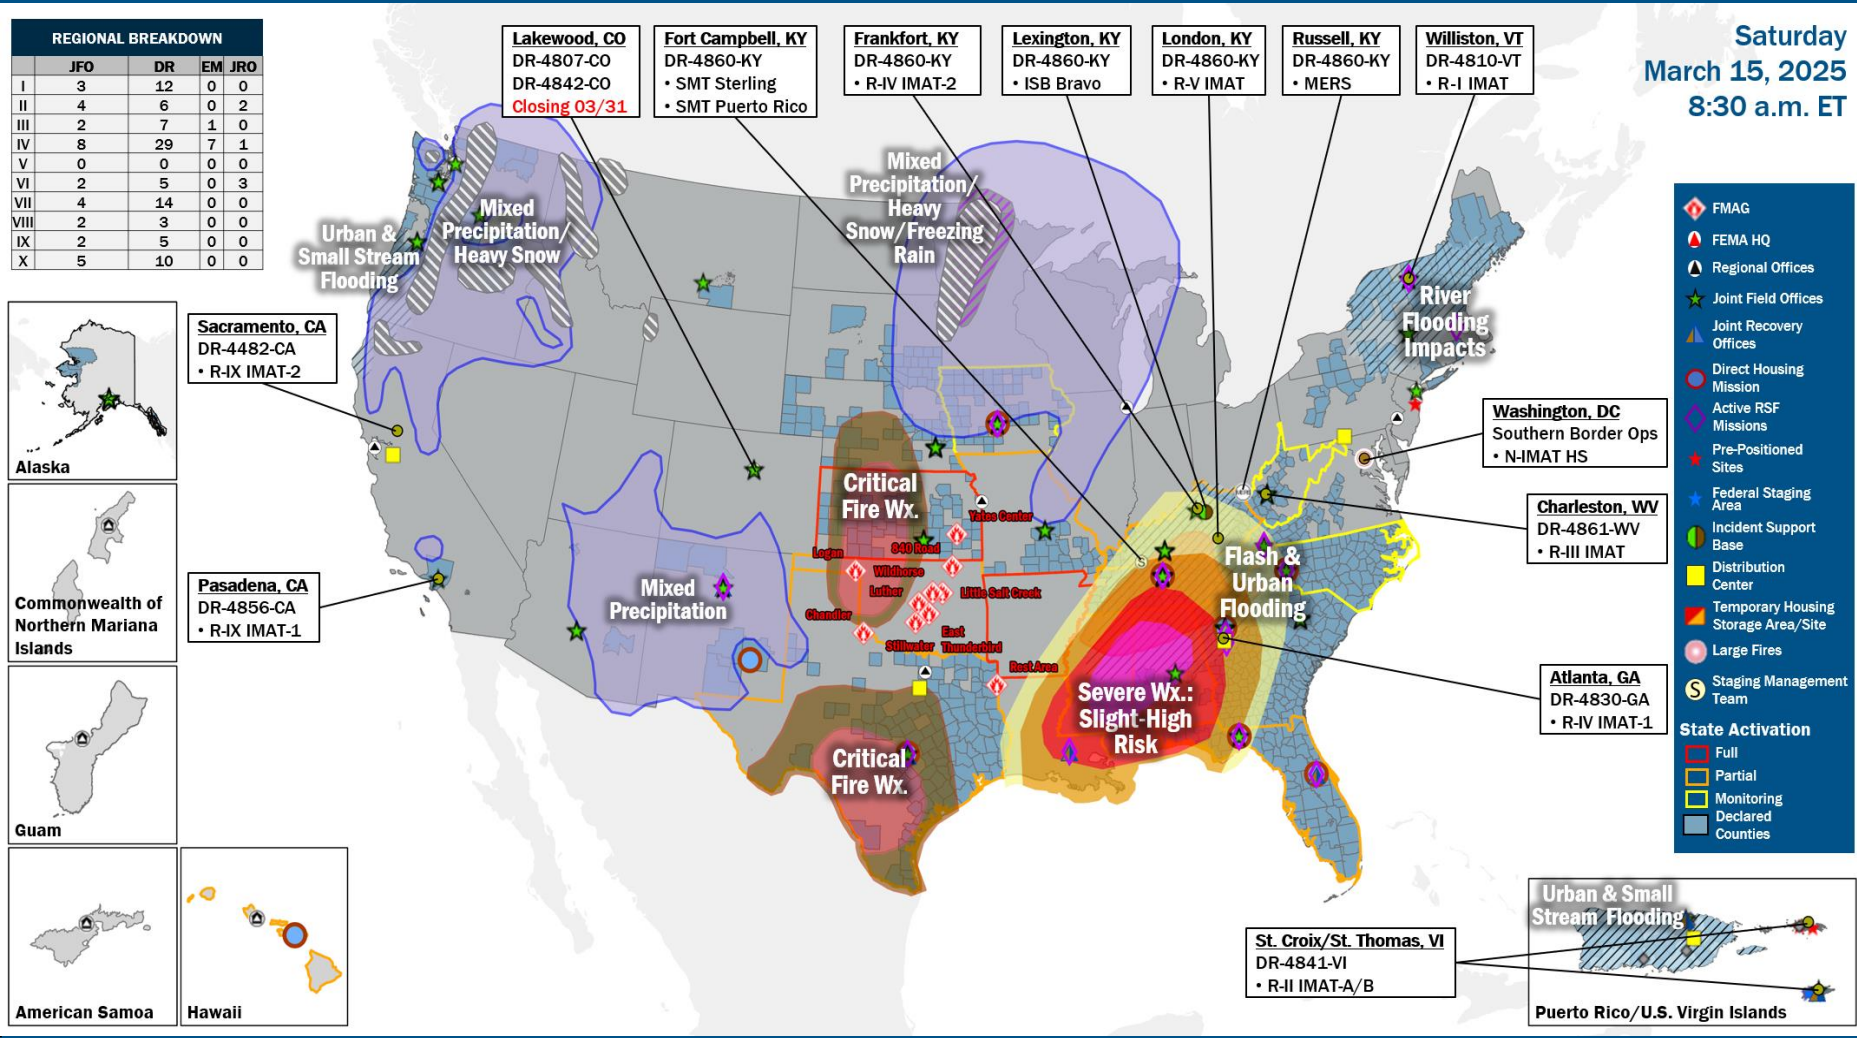 REGIONAL BREAKDOWN
JFO DR EM JRO
I 3 12 0 0
II 4 6 0 2
III 2 7 1 0
IV 8 29 7 1
V 0 0 0 0
VI 2 5 0 3
VII 4 14 0 0
VIII 2 3 0 0
IX 2 5 0 0
X 5 10 0 0
Lakewood, CO
DR-4807-CO
DR-4842-CO
Closing 03/31
Fort Campbell, KY
DR-4860-KY
• SMT Sterling
• SMT Puerto Rico
Frankfort, KY
DR-4860-KY
• R-IV IMAT-2
Lexington, KY
DR-4860-KY
• ISB Bravo
London, KY
DR-4860-KY
• R-V IMAT
Russell, KY
DR-4860-KY
• MERS
Williston, VT
DR-4810-VT
• R-I IMAT
Saturday
March 15, 2025
8:30 a.m. ET
Urban &
Small Stream
Flooding
Mixed
Precipitation/
Heavy Snow
Mixed
Precipitation/
Heavy
Snow/Freezing
Rain
River
Flooding
Impacts
Sacramento, CA
DR-4482-CA
• R-IX IMAT-2
Pasadena, CA
DR-4856-CA
• R-IX IMAT-1
Washington, DC
Southern Border Ops
• N-IMAT HS
Charleston, WV
DR-4861-WV
• R-III IMAT
Atlanta, GA
DR-4830-GA
• R-IV IMAT-1
St. Croix/St. Thomas, VI
DR-4841-VI
• R-II IMAT-A/B
Critical
Fire Wx.
Yates Center
Logan
840 Road
Wildhorse
Luther
Little Salt Creek
Chandler
East
Stillwater Thunderbird
Rest Area
Mixed
Precipitation
Flash &
Urban
Flooding
Severe Wx.:
Slight-High
Risk
Critical
Fire Wx.
S
Alaska
Commonwealth of
Northern Mariana
Islands
Guam
American Samoa
Hawaii
Urban & Small
Stream Flooding
Puerto Rico/U.S. Virgin Islands
FMAG
FEMA HQ
Regional Offices
Joint Field Offices
Joint Recovery
Offices
Direct Housing
Mission
Active RSF
Missions
Pre-Positioned
Sites
Federal Staging
Area
Incident Support
Base
Distribution
Center
Temporary Housing
Storage Area/Site
Large Fires
S
Staging Management
Team
State Activation
Full
Partial
Monitoring
Declared
Counties